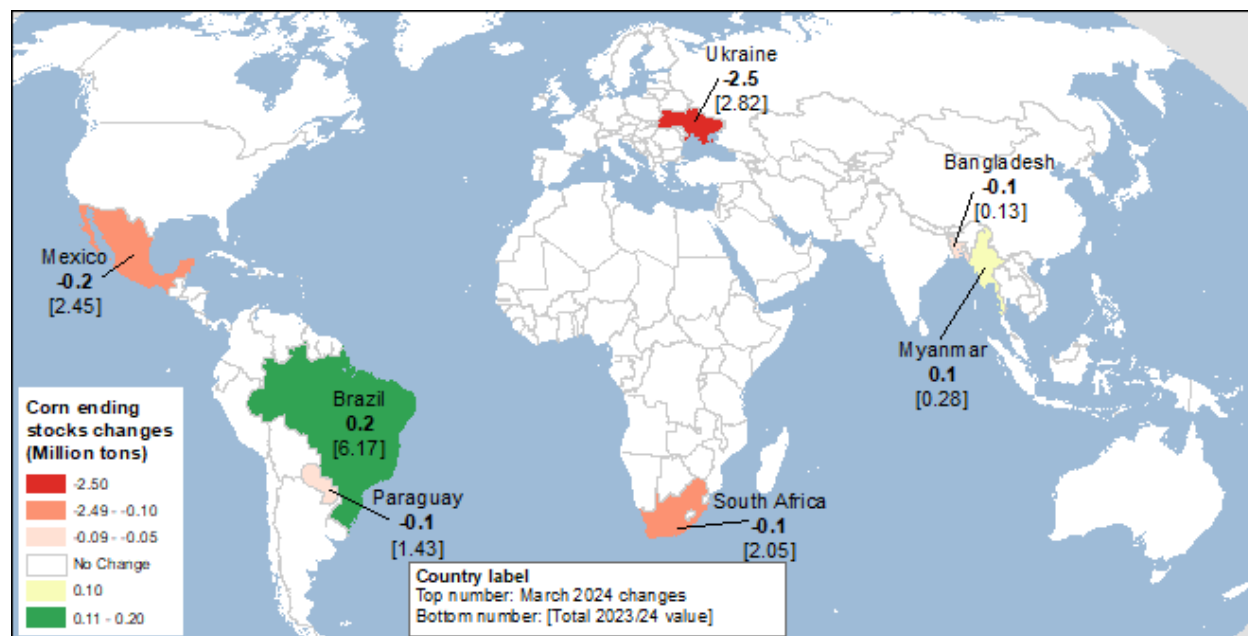 Ukraine
-2.5
[2.82]
Bangladesh
-0.1
[0.13]
Mexico
-0.2
[2.45]
Myanmar
0.1
[0.28]
Brazil
0.2
[6.17]
Paraguay
-0.1
[1.43]
South Africa
-0.1
[2.05]
Corn ending
stocks changes
(Million tons)
-2.50
-2.49 - -0.10
-0.09 - -0.05
No Change
0.10
0.11 - 0.20
Country label
Top number: March 2024 changes
Bottom number: [Total 2023/24 value]